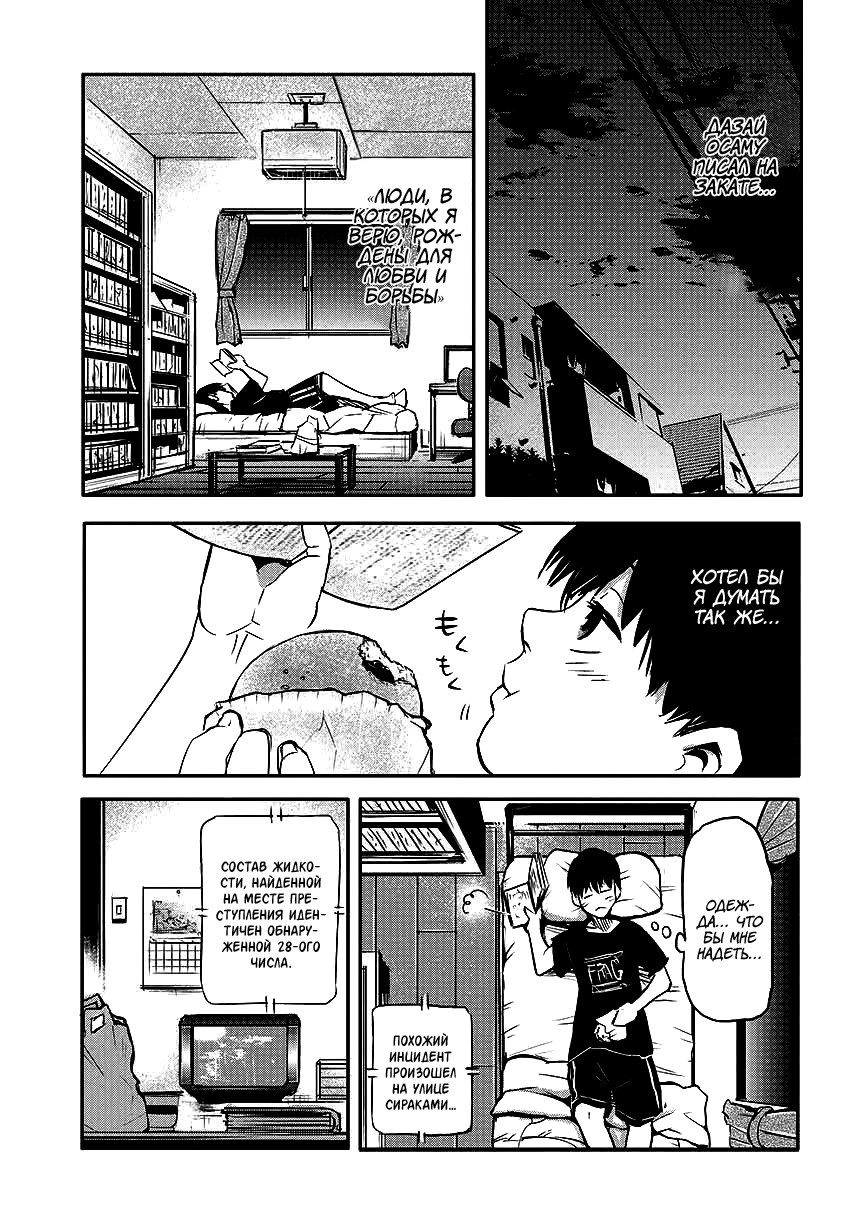 ДАЗАЙ
ОСАМУ
ПИСАЛ НА
ЗАКАТЕ...
«ЛЮДИ, В
КОТОРЫХ Я
ВЕРЮ, РОЖ-
ДЕНЫ ДЛЯ
ЛЮБВИ И
БОРЬБЫ»
ХОТЕЛ БЫ
Я ДУМАТЬ
ТАК ЖЕ...
もく
もく
ОДЕЖ-
ДА... ЧТО
БЫ МНЕ
НАДЕТЬ...
FRAG
ПОХОЖИЙ
ИНЦИДЕНТ
ПРОИЗОШЕЛ
НА УЛИЦЕ
СИРАКАМИ...
СОСТАВ ЖИДКО-
СТИ, НАЙДЕННОЙ
НА МЕСТЕ ПРЕ-
СТУПЛЕНИЯ ИДЕН-
ТИЧЕН ОБНАРУ-
ЖЕННОЙ 28-ОГО
ЧИСЛА.